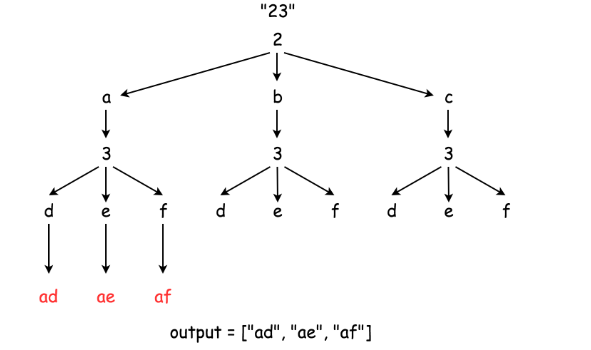 "23"
2
a b c
3 3 3
d e f d e f d e f
ad ae af
output = ["ad", "ae", "af"]